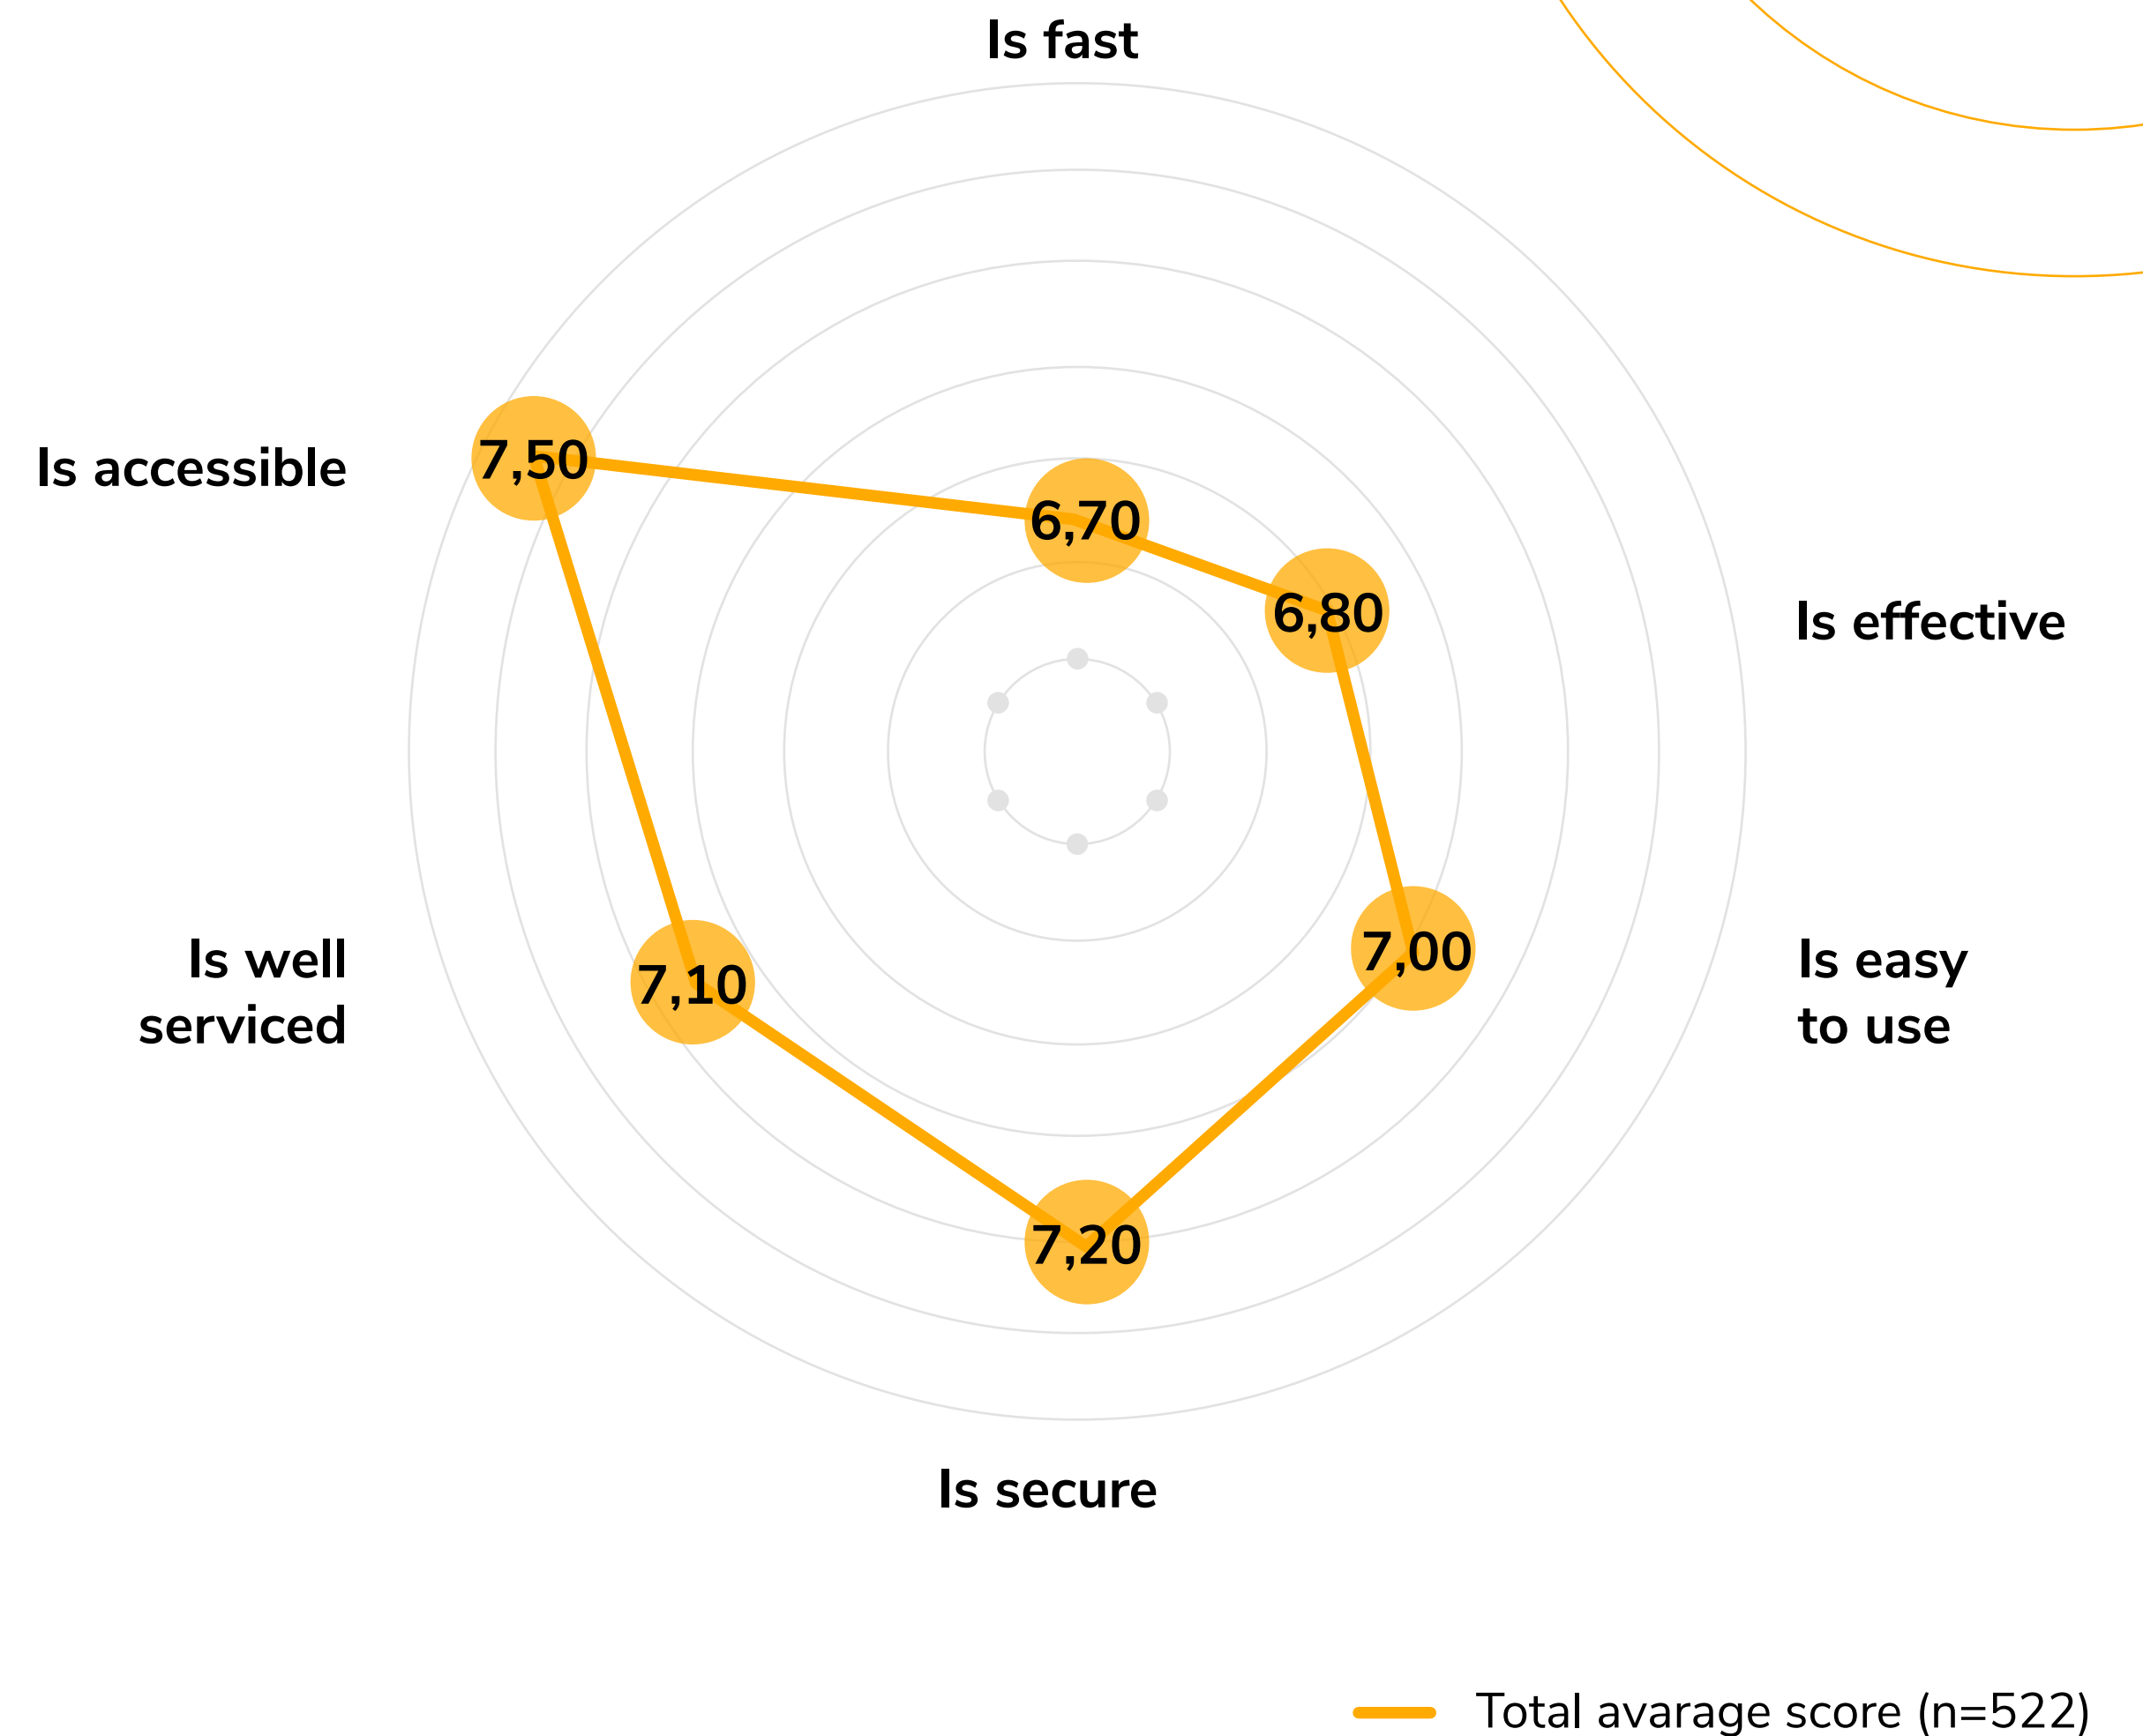 Is fast
Is accessible
7,50
6,70
6,80
Is effective
Is well
serviced
7,10
7,00
Is easy
to use
7,20
Is secure
Total avarage score (n=522)